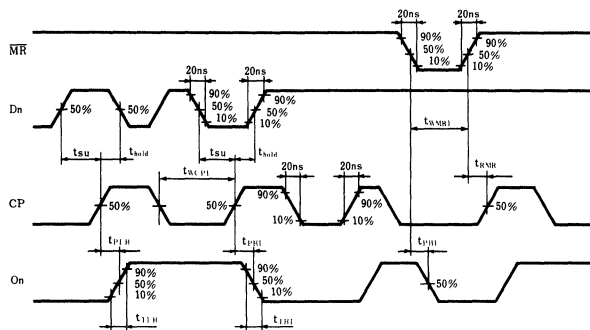 20ns 20ns
MR
90% 90%
50% 50%
10% 10%
20ns 20ns
Dn
50% 50%
90% 90%
50% 50%
10% 10%
tWMRL
tsu thold tsu thold
tWCPL
20ns 20ns
tRMR
CP
50% 50%
90% 90%
10% 10%
50%
tPLH tPHL tPHL
On
90% 90%
50% 50%
10% 10%
50%
tTLH tTHL